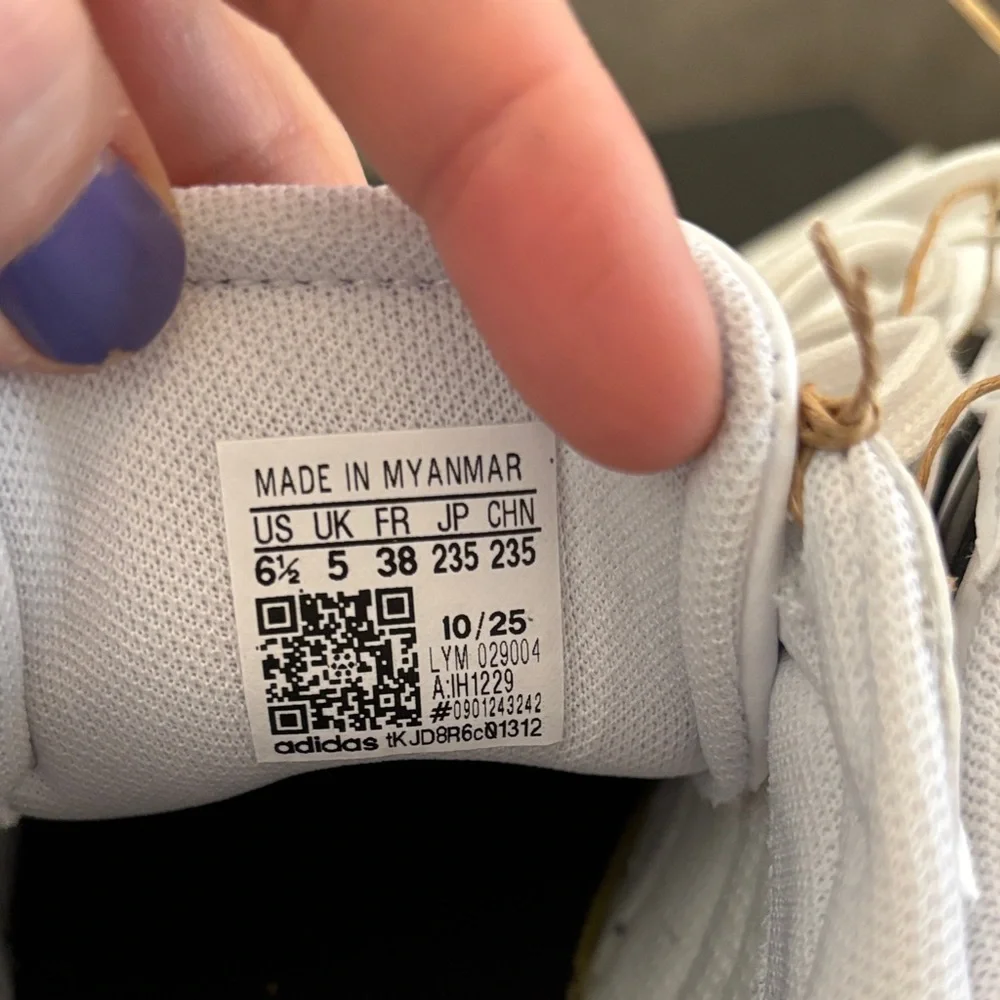 MADE IN MYANMAR
US UK FR JP CHN
6½ 5 38 235 235
10/25
LYM 029004
A:IH1229
#0901243242
adidas tKJD8R6c01312